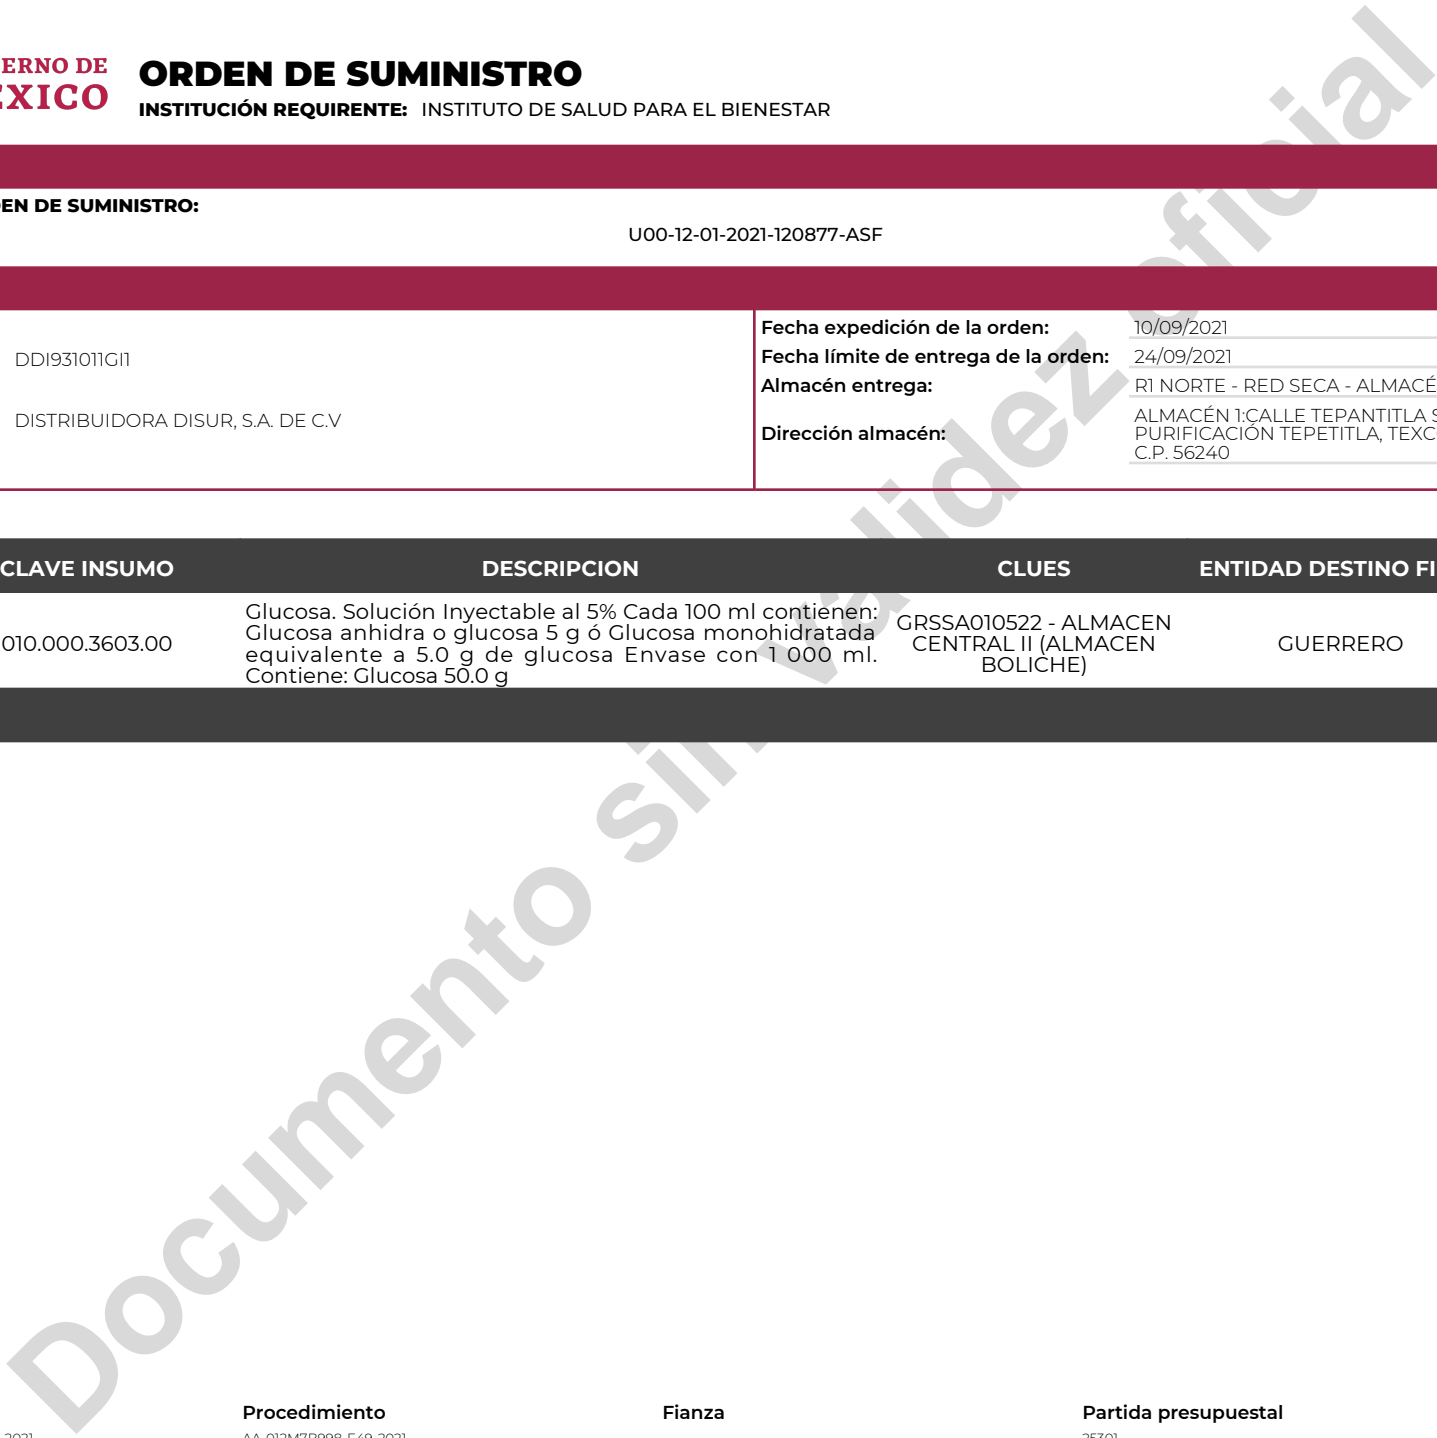 ERNO DE
EXICO
ORDEN DE SUMINISTRO
INSTITUCIÓN REQUIRENTE: INSTITUTO DE SALUD PARA EL BIENESTAR
EN DE SUMINISTRO:
U00-12-01-2021-120877-ASF
DDI931011GI1
DISTRIBUIDORA DISUR, S.A. DE C.V
Fecha expedición de la orden: 10/09/2021
Fecha límite de entrega de la orden: 24/09/2021
Almacén entrega: R1 NORTE - RED SECA - ALMACÉ
Dirección almacén:
ALMACÉN 1:CALLE TEPANTITLA S
PURIFICACIÓN TEPETITLA, TEXC
C.P. 56240
CLAVE INSUMO DESCRIPCION CLUES ENTIDAD DESTINO FI
010.000.3603.00
Glucosa. Solución Inyectable al 5% Cada 100 ml contienen:
Glucosa anhidra o glucosa 5 g ó Glucosa monohidratada
equivalente a 5.0 g de glucosa Envase con 1 000 ml.
Contiene: Glucosa 50.0 g
GRSSA010522 - ALMACEN
CENTRAL II (ALMACEN
BOLICHE)
GUERRERO
Documento sin validez oficial
Procedimiento Fianza Partida presupuestal